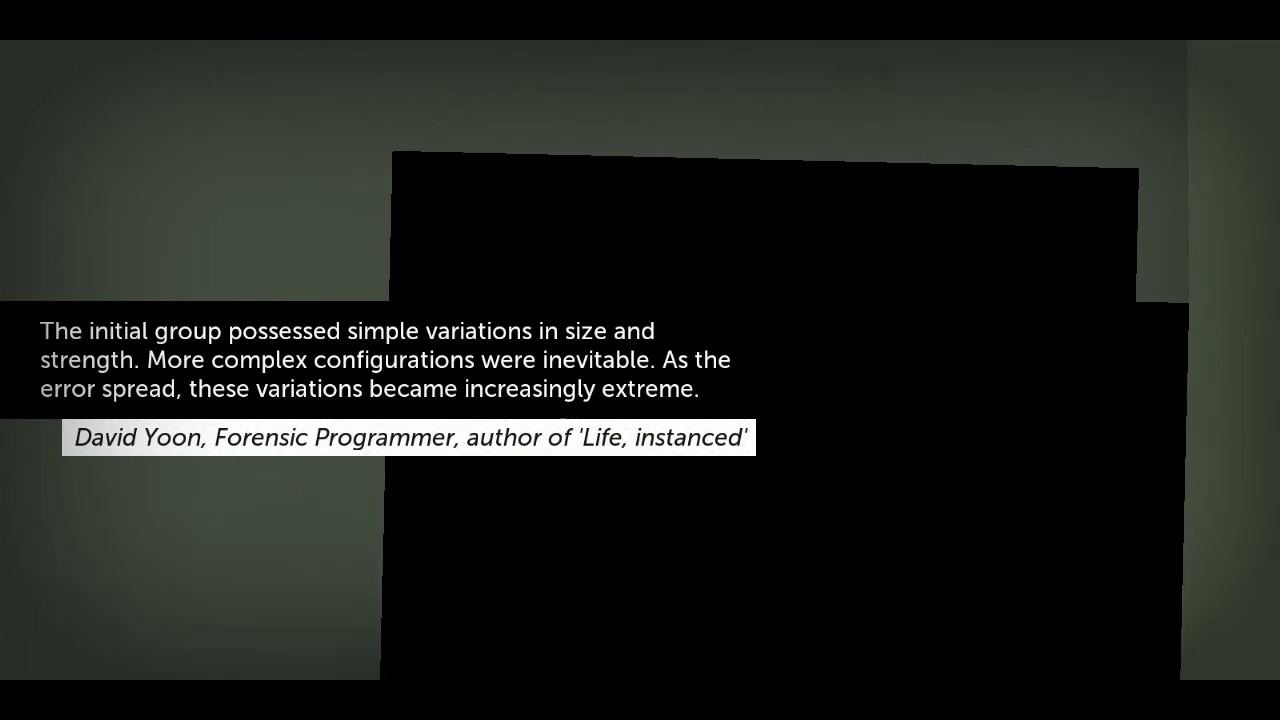 The initial group possessed simple variations in size and
strength. More complex configurations were inevitable. As the
error spread, these variations became increasingly extreme.
David Yoon, Forensic Programmer, author of 'Life, instanced'